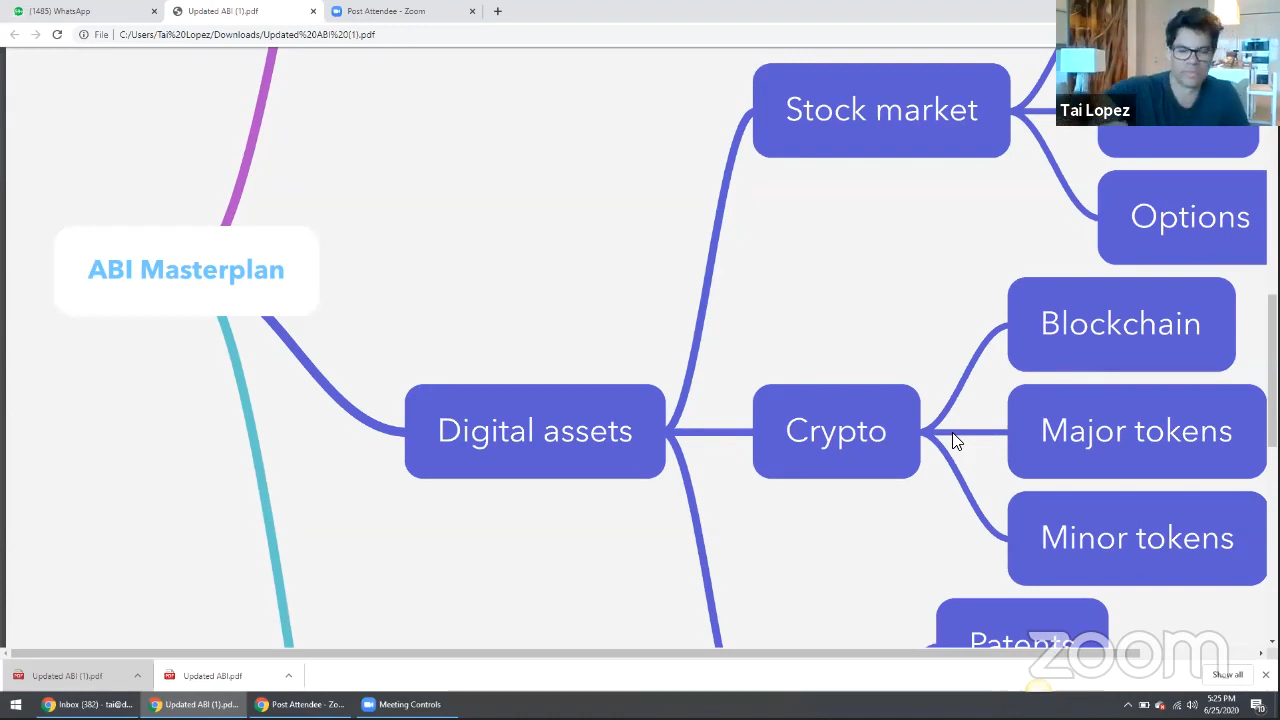 (1485) WhatsApp
Updated ABI (1).pdf
Post Attendee - Zoom
File
C:/Users/Tai%20Lopez/Downloads/Updated%20ABI%20(1).pdf
Tai Lopez
Stock market
Options
ABI Masterplan
Blockchain
Digital assets
Crypto
Major tokens
Minor tokens
Patents
zoom
Updated ABI (1).pdf
Updated ABI.pdf
Show all
Inbox (382) - tai@d...
Updated ABI (1).pd...
Post Attendee - Zo...
Meeting Controls
5:25 PM
6/25/2020